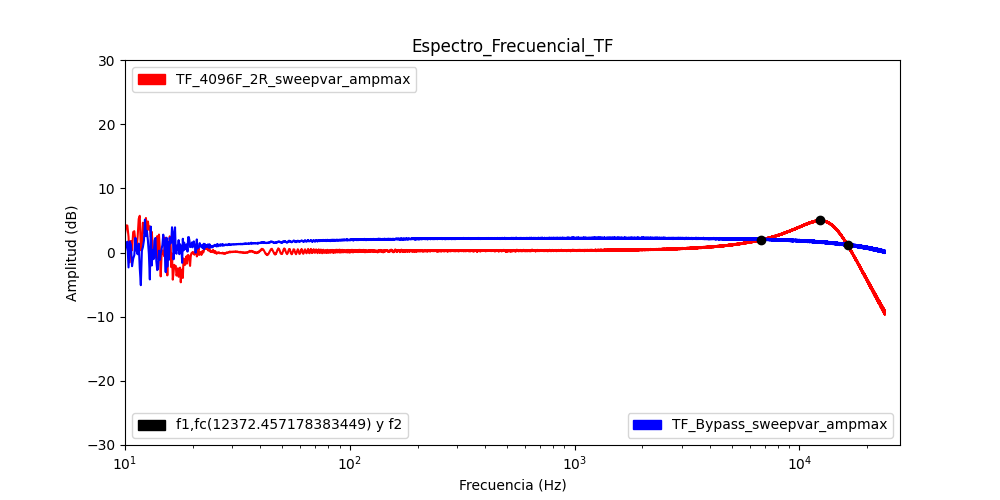 Espectro_Frecuencial_TF
30
TF_4096F_2R_sweepvar_ampmax
20
10
Amplitud (dB)
0
−10
−20
f1,fc(12372.457178383449) y f2
TF_Bypass_sweepvar_ampmax
−30
10¹
10²
10³
10⁴
Frecuencia (Hz)